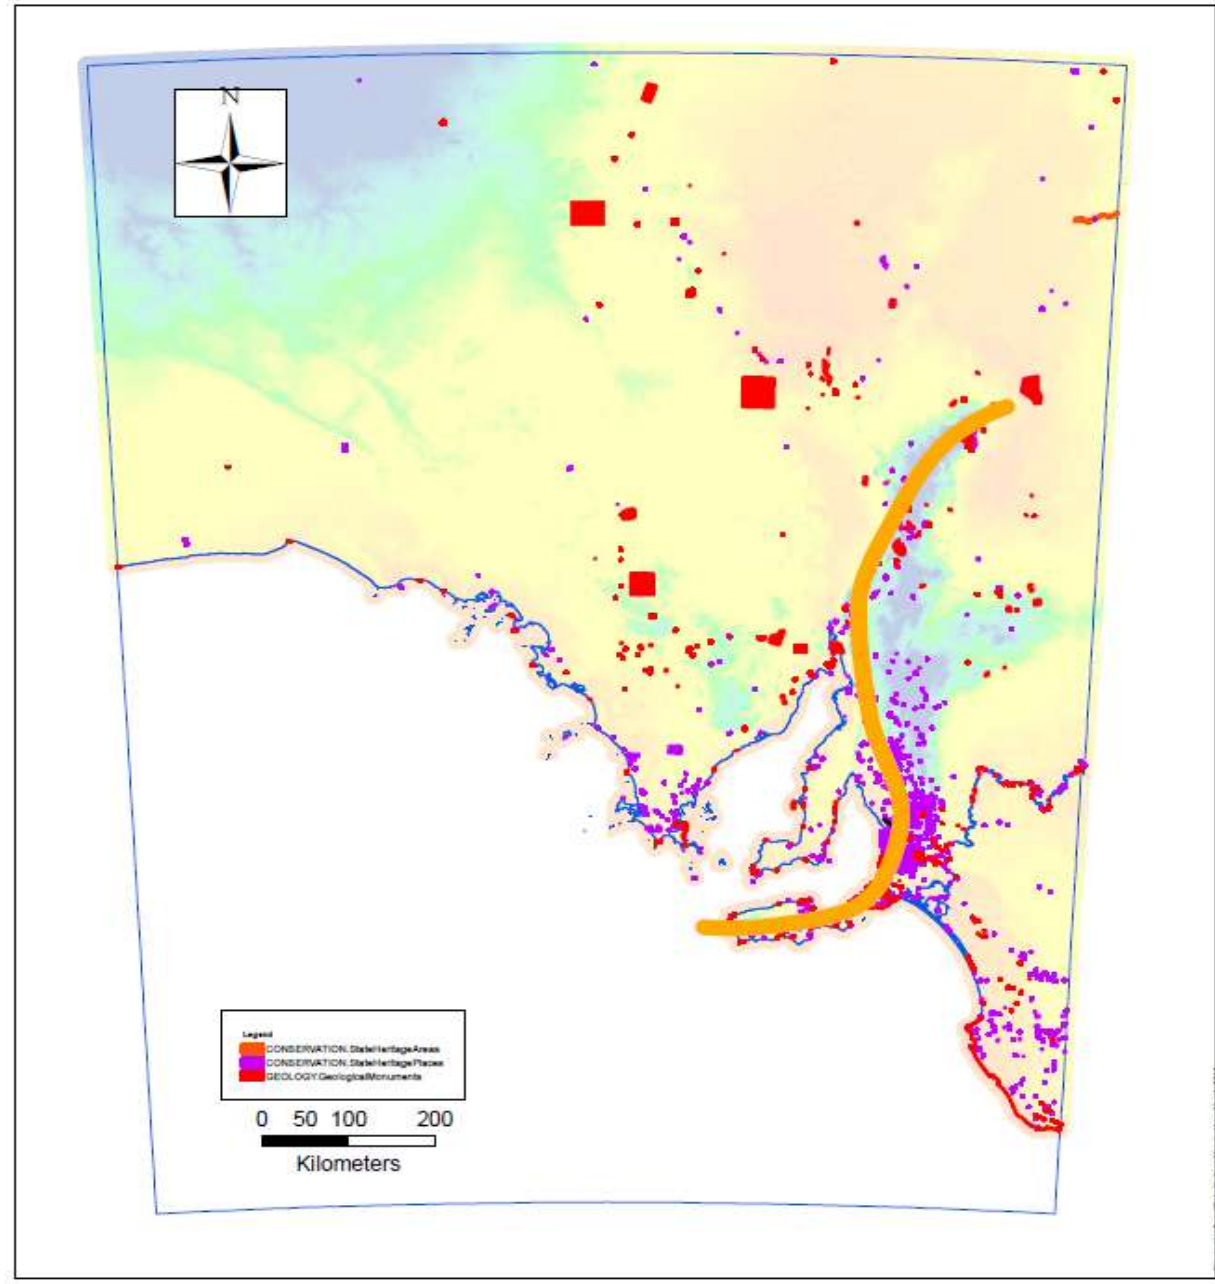 N
Legend
CONSERVATION.StateHeritageAreas
CONSERVATION.StateHeritagePlaces
GEOLOGY.GeologicalMonuments
0 50 100 200
Kilometers